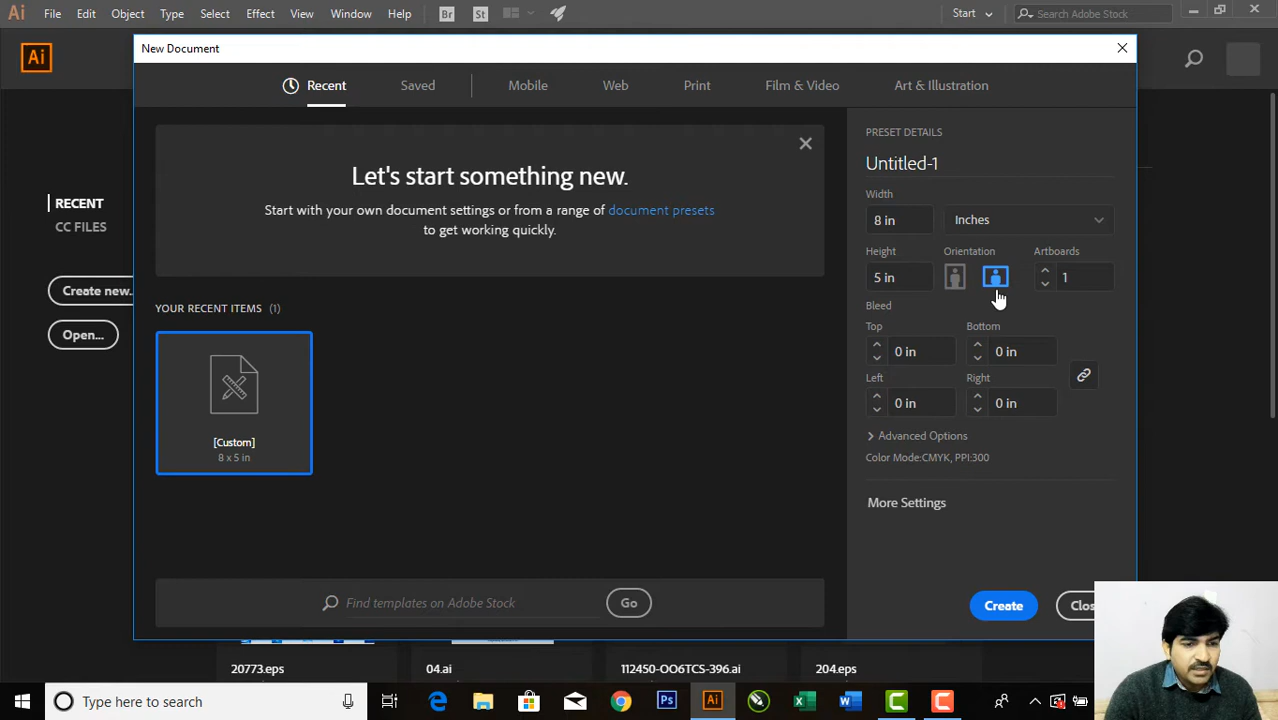 Ai File Edit Object Type Select Effect View Window Help Br St Start Search Adobe Stock
New Document
Ai
Recent Saved Mobile Web Print Film & Video Art & Illustration
Let's start something new.
Start with your own document settings or from a range of document presets
to get working quickly.
RECENT
CC FILES
Create new...
Open...
YOUR RECENT ITEMS (1)
[Custom]
8 x 5 in
Find templates on Adobe Stock Go
PRESET DETAILS
Untitled-1
Width
8 in Inches
Height Orientation Artboards
5 in 1
Bleed
Top Bottom
0 in 0 in
Left Right
0 in 0 in
Advanced Options
Color Mode:CMYK, PPI:300
More Settings
Create Clos
20773.eps 04.ai 112450-OO6TCS-396.ai 204.eps
Type here to search Ps Ai